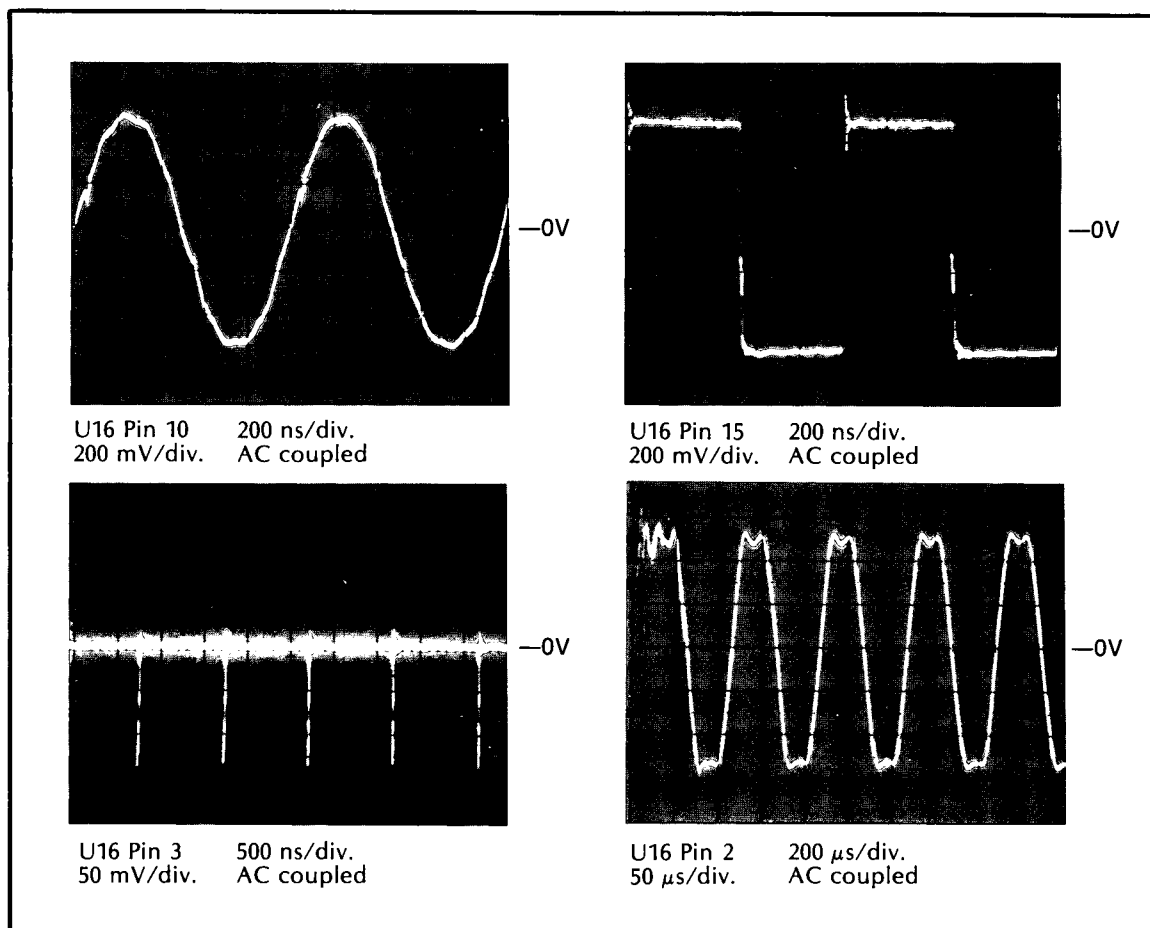 —0V
—0V
U16 Pin 10 200 ns/div.
200 mV/div. AC coupled
U16 Pin 15 200 ns/div.
200 mV/div. AC coupled
—0V
—0V
U16 Pin 3 500 ns/div.
50 mV/div. AC coupled
U16 Pin 2 200 μs/div.
50 μs/div. AC coupled